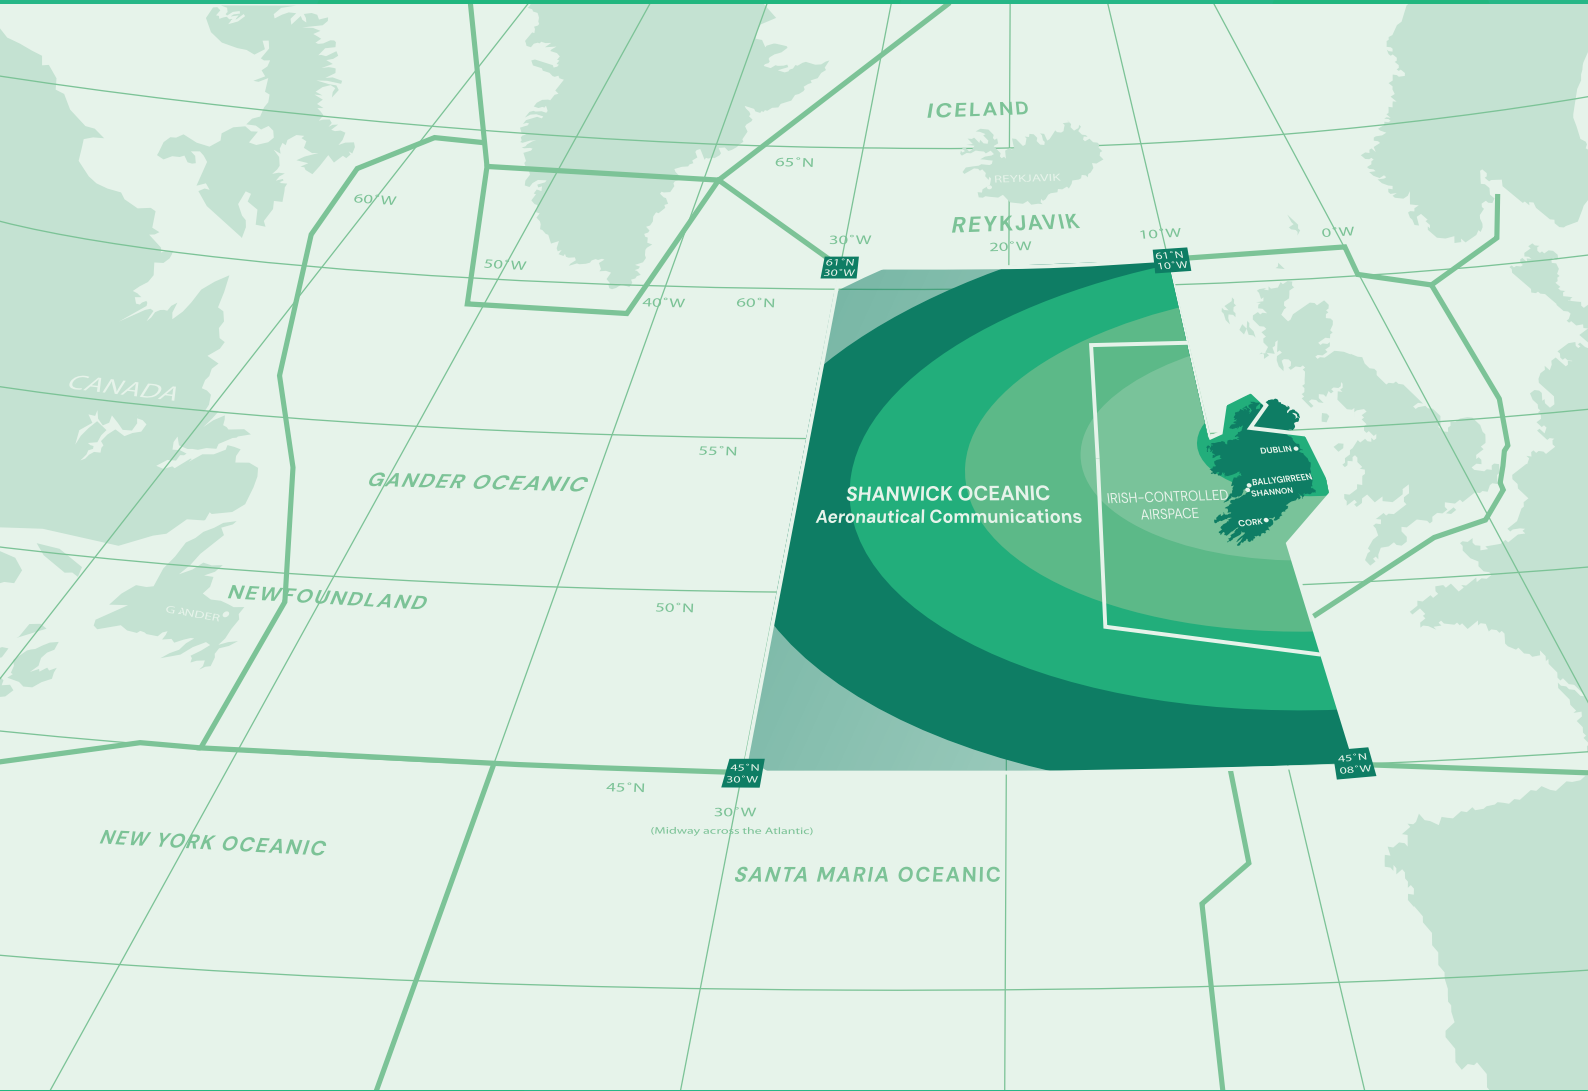 ICELAND
65°N
REYKJAVIK
60°W
REYKJAVIK
30°W
20°W
10°W
0°W
50°W
61°N
30°W
61°N
10°W
40°W
60°N
CANADA
55°N
DUBLIN
GANDER OCEANIC
SHANWICK OCEANIC
Aeronautical Communications
IRISH-CONTROLLED
AIRSPACE
BALLYGIRREEN
SHANNON
CORK
NEWFOUNDLAND
GANDER
50°N
45°N
30°W
45°N
08°W
45°N
30°W
(Midway across the Atlantic)
NEW YORK OCEANIC
SANTA MARIA OCEANIC